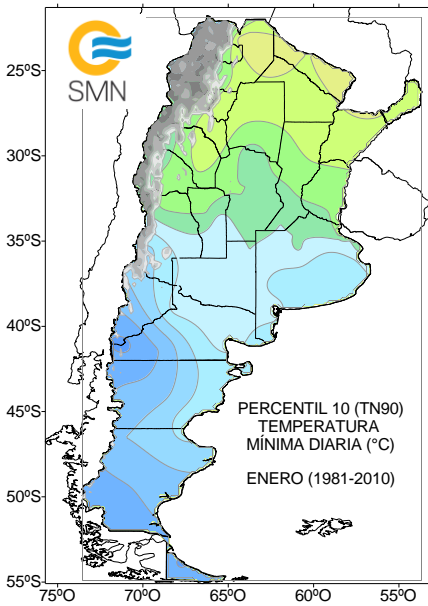 SMN
25ºS
30ºS
35ºS
40ºS
45ºS
50ºS
55ºS
75ºO
70ºO
65ºO
60ºO
55ºO
PERCENTIL 10 (TN90)
TEMPERATURA
MÍNIMA DIARIA (°C)
ENERO (1981-2010)